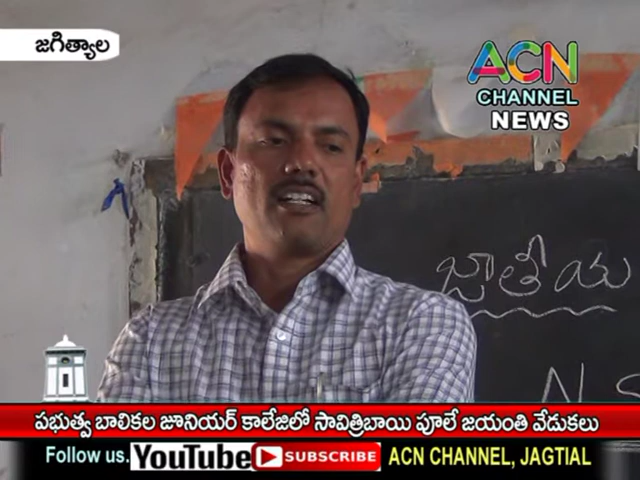 జగిత్యాల
ACN
CHANNEL
NEWS
జాతీయ
N
పభుత్వ బాలికల జూనియర్ కాలేజిలో సావిత్రిబాయి పూలే జయంతి వేడుకలు
Follow us. YouTube SUBSCRIBE ACN CHANNEL, JAGTIAL